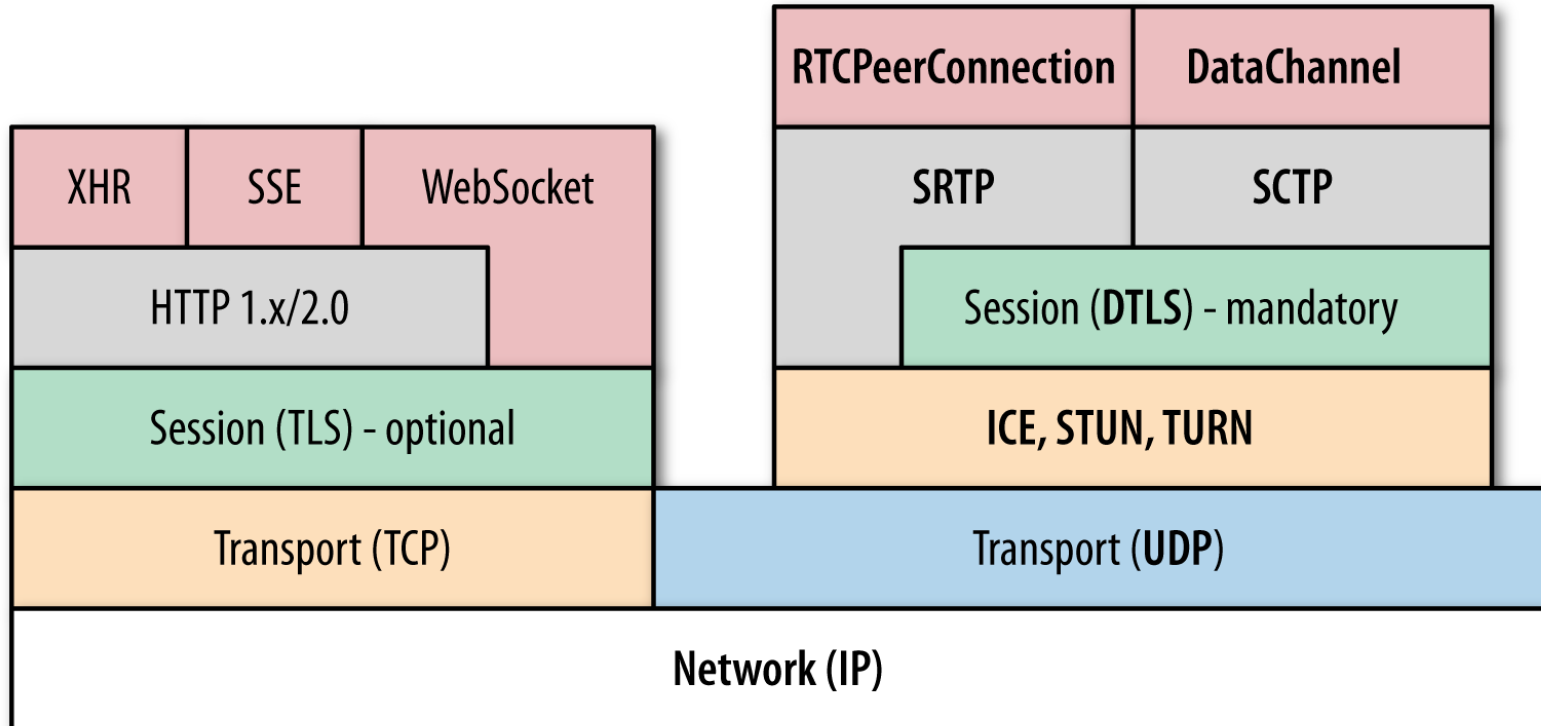 RTCPeerConnection
DataChannel
XHR
SSE
WebSocket
SRTP
SCTP
HTTP 1.x/2.0
Session (DTLS) - mandatory
Session (TLS) - optional
ICE, STUN, TURN
Transport (TCP)
Transport (UDP)
Network (IP)